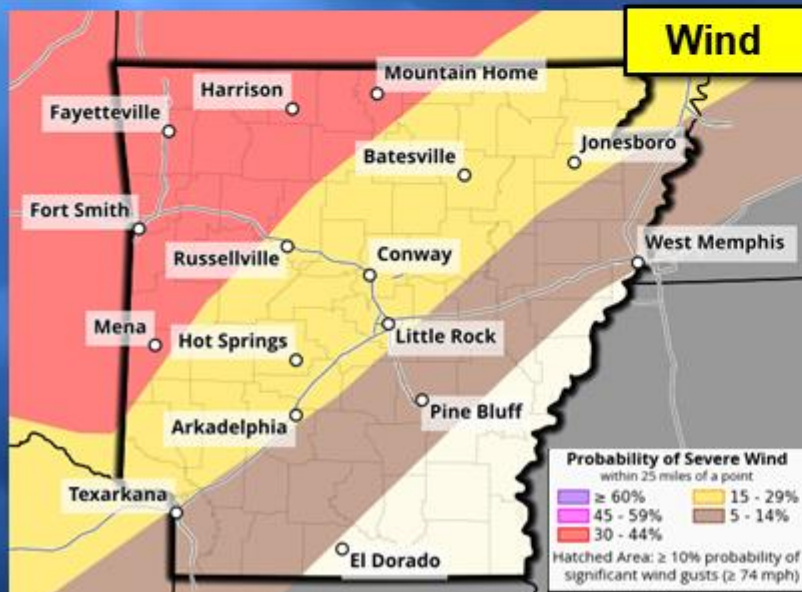 Wind
Mountain Home
Harrison
Fayetteville
Jonesboro
Batesville
Fort Smith
West Memphis
Russellville
Conway
Mena
Hot Springs
Little Rock
Arkadelphia
Pine Bluff
Texarkana
El Dorado
Probability of Severe Wind
within 25 miles of a point
≥ 60%
15 - 29%
45 - 59%
5 - 14%
30 - 44%
Hatched Area: ≥ 10% probability of
significant wind gusts (≥ 74 mph)